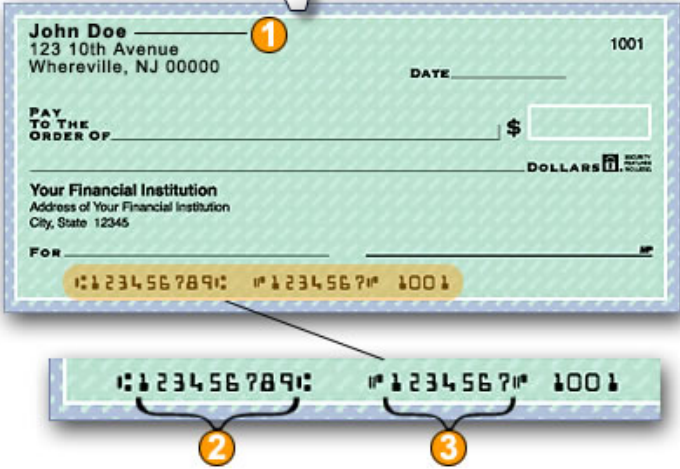 John Doe
1
123 10th Avenue
Whereville, NJ 00000
1001
DATE
PAY
TO THE
ORDER OF
$
DOLLARS
Your Financial Institution
Address of Your Financial Institution
City, State 12345
FOR
MP
⑆123456789⑆ ⑈1234567⑈ 1001
⑆123456789⑆ ⑈1234567⑈ 1001
2
3